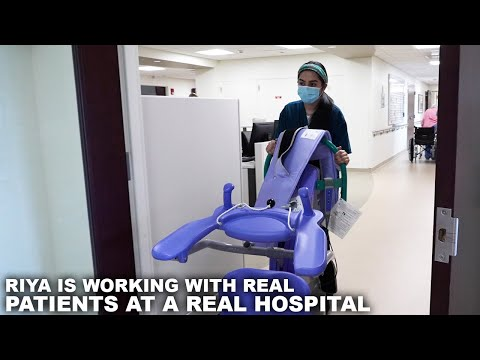 RIYA IS WORKING WITH REAL
PATIENTS AT A REAL HOSPITAL